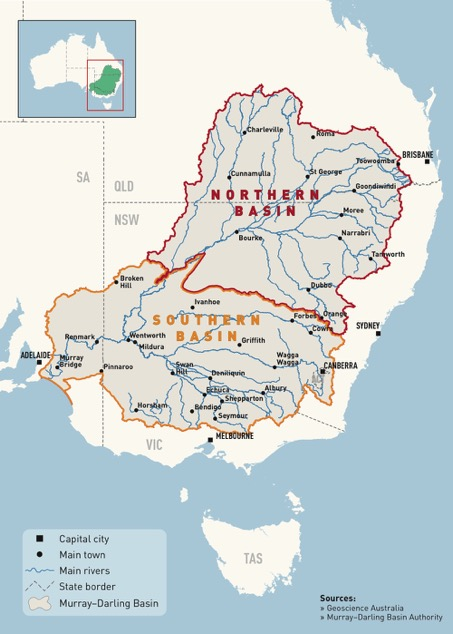 Charleville
Roma
Toowoomba
BRISBANE
Cunnamulla
St George
SA
QLD
Goondiwindi
NORTHERN
BASIN
NSW
Moree
Bourke
Narrabri
Tamworth
Broken
Hill
Dubbo
Ivanhoe
SOUTHERN
BASIN
Forbes
Orange
Cowra
SYDNEY
Renmark
Wentworth
Mildura
Griffith
ADELAIDE
Murray
Bridge
Pinnaroo
Wagga
Wagga
CANBERRA
ACT
Swan
Hill
Deniliquin
Echuca
Albury
Shepparton
Horsham
Bendigo
Seymour
VIC
MELBOURNE
TAS
Capital city
Main town
Main rivers
State border
Murray–Darling Basin
Sources:
» Geoscience Australia
» Murray–Darling Basin Authority